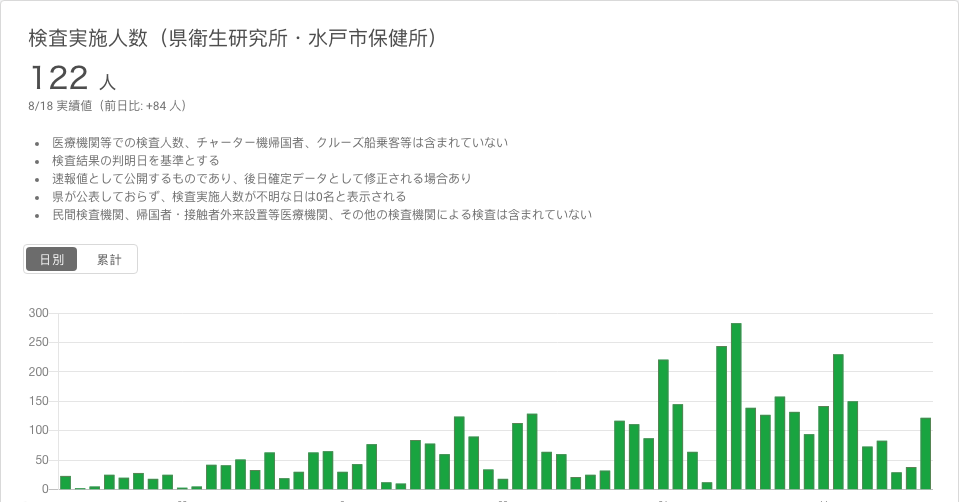 検査実施人数（県衛生研究所・水戸市保健所）
122 人
8/18 実績値（前日比: +84 人）
医療機関等での検査人数、チャーター機帰国者、クルーズ船乗客等は含まれていない
検査結果の判明日を基準とする
速報値として公開するものであり、後日確定データとして修正される場合あり
県が公表しておらず、検査実施人数が不明な日は0名と表示される
民間検査機関、帰国者・接触者外来設置等医療機関、その他の検査機関による検査は含まれていない
日別 累計
300
250
200
150
100
50
0